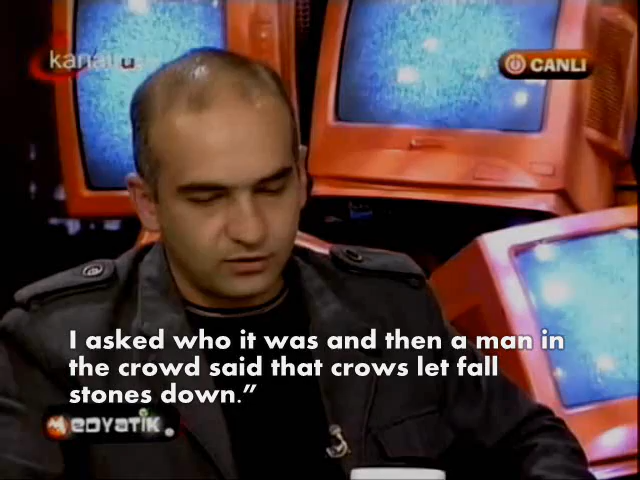 kanal
CANLI
I asked who it was and then a man in
the crowd said that crows let fall
stones down.”
MEDYATİK